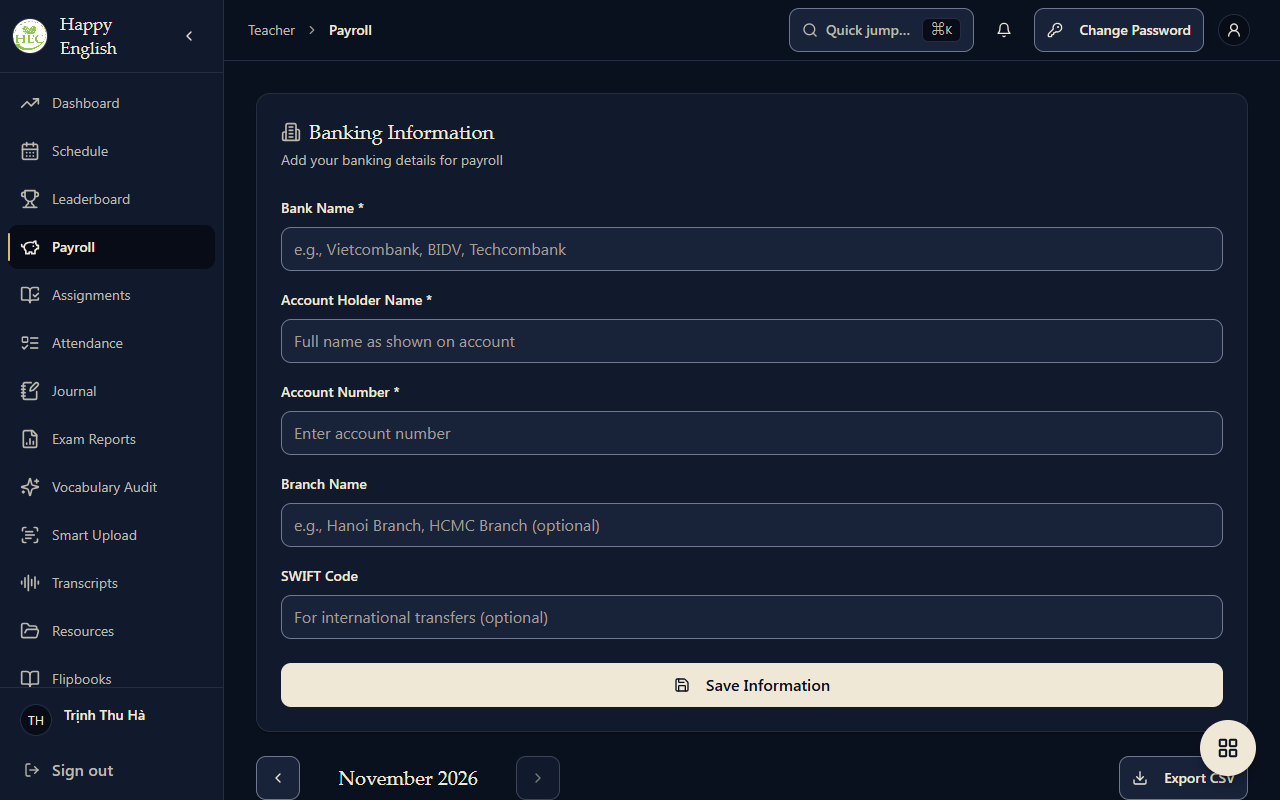 Happy
English
HEC
Teacher
Payroll
Quick jump...
⌘K
Change Password
Dashboard
Schedule
Leaderboard
Payroll
Assignments
Attendance
Journal
Exam Reports
Vocabulary Audit
Smart Upload
Transcripts
Resources
Flipbooks
TH
Trịnh Thu Hà
Sign out
Banking Information
Add your banking details for payroll
Bank Name *
e.g., Vietcombank, BIDV, Techcombank
Account Holder Name *
Full name as shown on account
Account Number *
Enter account number
Branch Name
e.g., Hanoi Branch, HCMC Branch (optional)
SWIFT Code
For international transfers (optional)
Save Information
November 2026
Export CSV